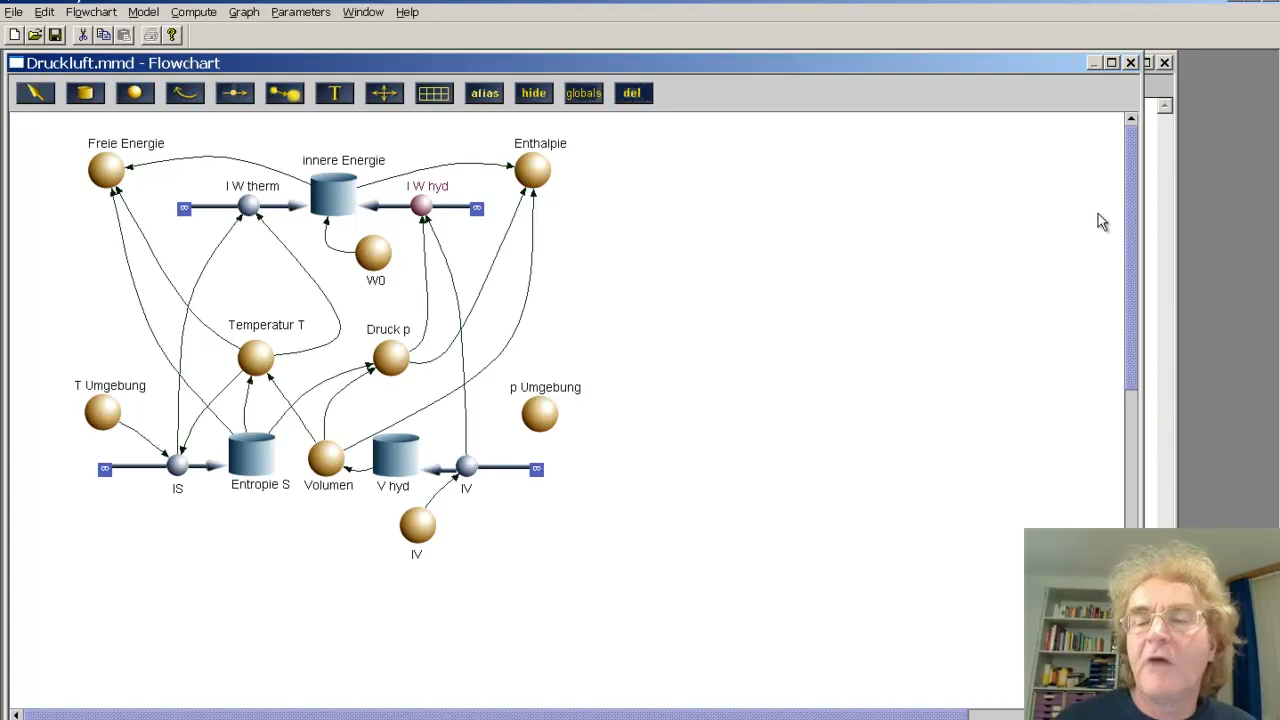 File Edit Flowchart Model Compute Graph Parameters Window Help
Druckluft.mmd - Flowchart
T alias hide globals del
Freie Energie
innere Energie
Enthalpie
I W therm
I W hyd
W0
Temperatur T
Druck p
T Umgebung
p Umgebung
IS
Entropie S
Volumen
V hyd
IV
IV